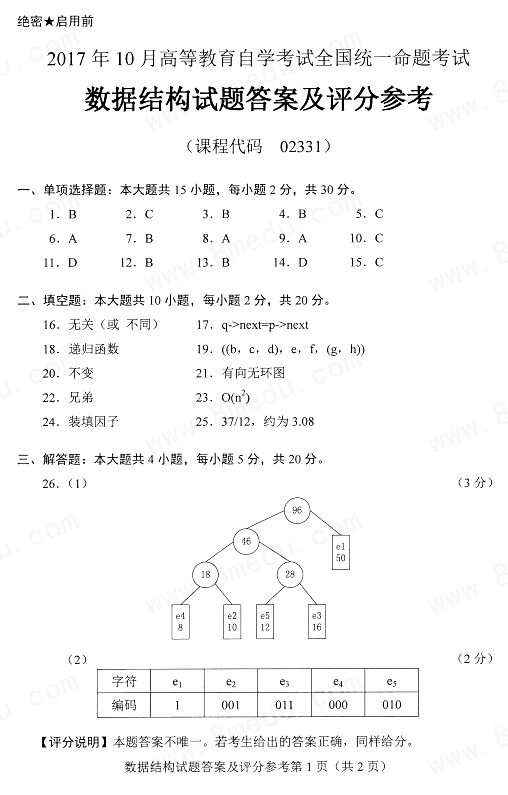 绝密★启用前
2017 年 10 月高等教育自学考试全国统一命题考试
数据结构试题答案及评分参考
(课程代码 02331)
一、单项选择题：本大题共 15 小题，每小题 2 分，共 30 分。
1．B 2．C 3．B 4．B 5．C
6．A 7．B 8．A 9．A 10．C
11．D 12．B 13．B 14．D 15．C
二、填空题：本大题共 10 小题，每小题 2 分，共 20 分。
16．无关（或 不同） 17．q->next=p->next
18．递归函数 19．((b，c，d)，e，f，(g，h))
20．不变 21．有向无环图
22．兄弟 23．O(n²)
24．装填因子 25．37/12，约为 3.08
三、解答题：本大题共 4 小题，每小题 5 分，共 20 分。
26．（1） （3 分）
96
46 e1
50
18 28
e4 e2 e5 e3
8 10 12 16
（2） （2 分）
字符 e₁ e₂ e₃ e₄ e₅
编码 1 001 011 000 010
【评分说明】本题答案不唯一。若考生给出的答案正确，同样给分。
数据结构试题答案及评分参考第 1 页（共 2 页）